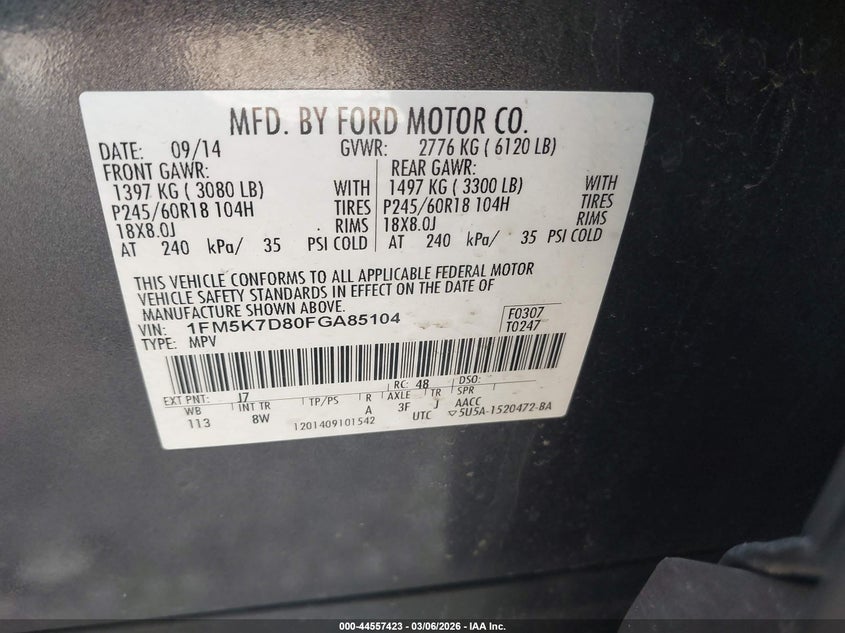 MFD. BY FORD MOTOR CO.
DATE: 09/14 GVWR: 2776 KG ( 6120 LB)
FRONT GAWR: REAR GAWR:
1397 KG ( 3080 LB) WITH 1497 KG ( 3300 LB) WITH
P245/60R18 104H TIRES P245/60R18 104H TIRES
18X8.0J RIMS 18X8.0J RIMS
AT 240 kPa/ 35 PSI COLD AT 240 kPa/ 35 PSI COLD
THIS VEHICLE CONFORMS TO ALL APPLICABLE FEDERAL MOTOR
VEHICLE SAFETY STANDARDS IN EFFECT ON THE DATE OF
MANUFACTURE SHOWN ABOVE.
VIN: 1FM5K7D80FGA85104 F0307
TYPE: MPV T0247
EXT PNT: J7 RC: 48 DSO:
WB INT TR TP/PS R AXLE TR SPR
113 8W A 3F J AACC
1201409101542 UTC ▽5U5A-1520472-BA
000-44557423 - 03/06/2026 - IAA Inc.